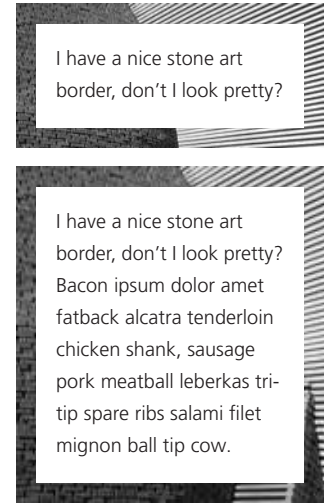 I have a nice stone art
border, don’t I look pretty?
I have a nice stone art
border, don’t I look pretty?
Bacon ipsum dolor amet
fatback alcatra tenderloin
chicken shank, sausage
pork meatball leberkas tri-
tip spare ribs salami filet
mignon ball tip cow.